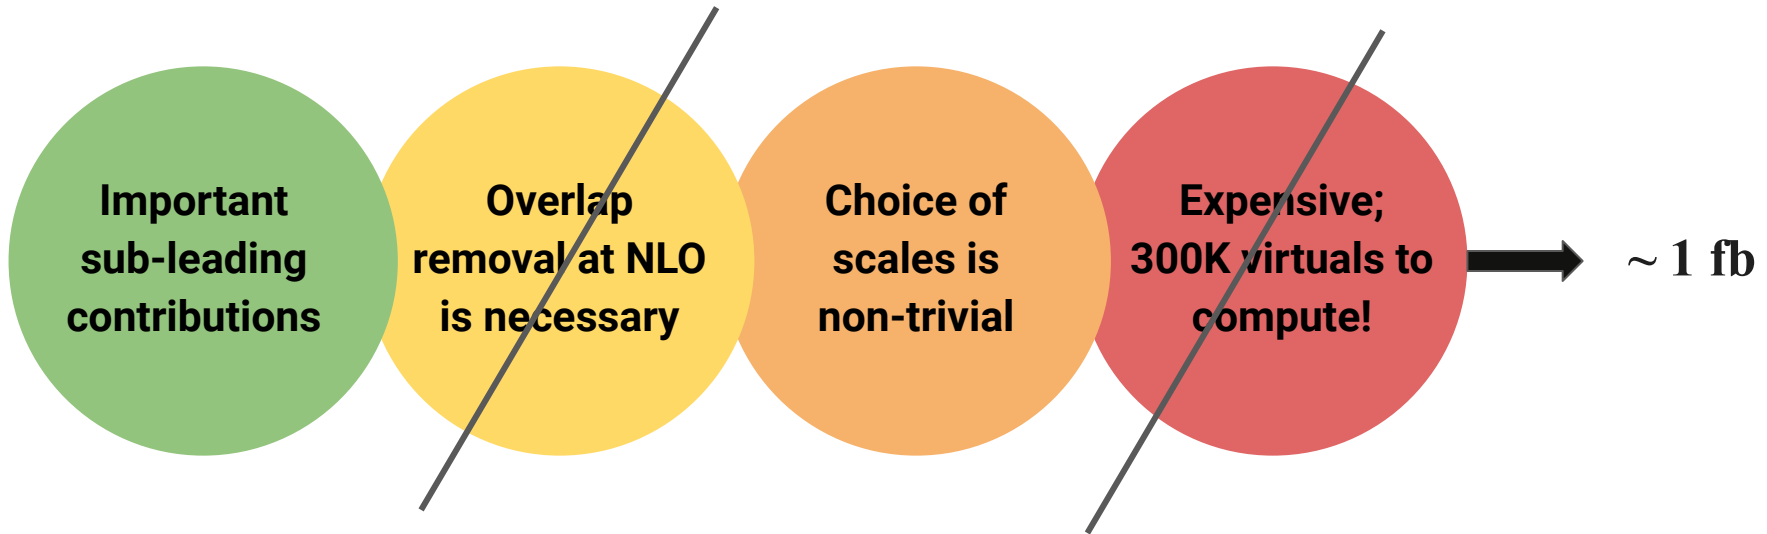 Important
sub-leading
contributions
Overlap
removal at NLO
is necessary
Choice of
scales is
non-trivial
Expensive;
300K virtuals to
compute!
~ 1 fb